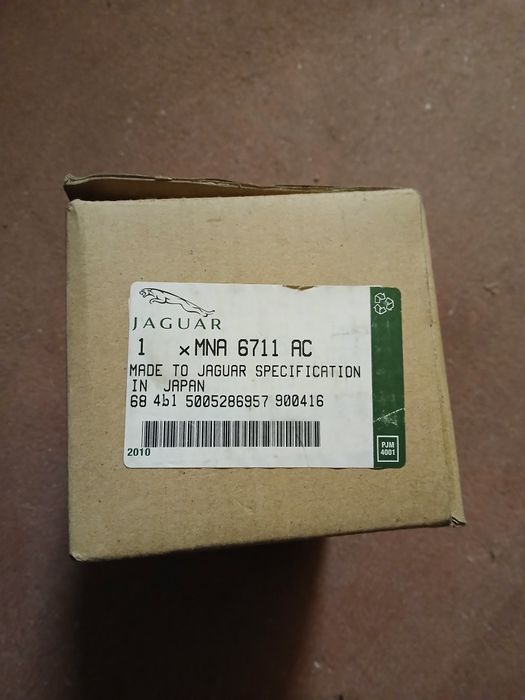 JAGUAR
1 x MNA 6711 AC
MADE TO JAGUAR SPECIFICATION
IN JAPAN
68 4b1 5005286957 900416
2010
PJM
4001